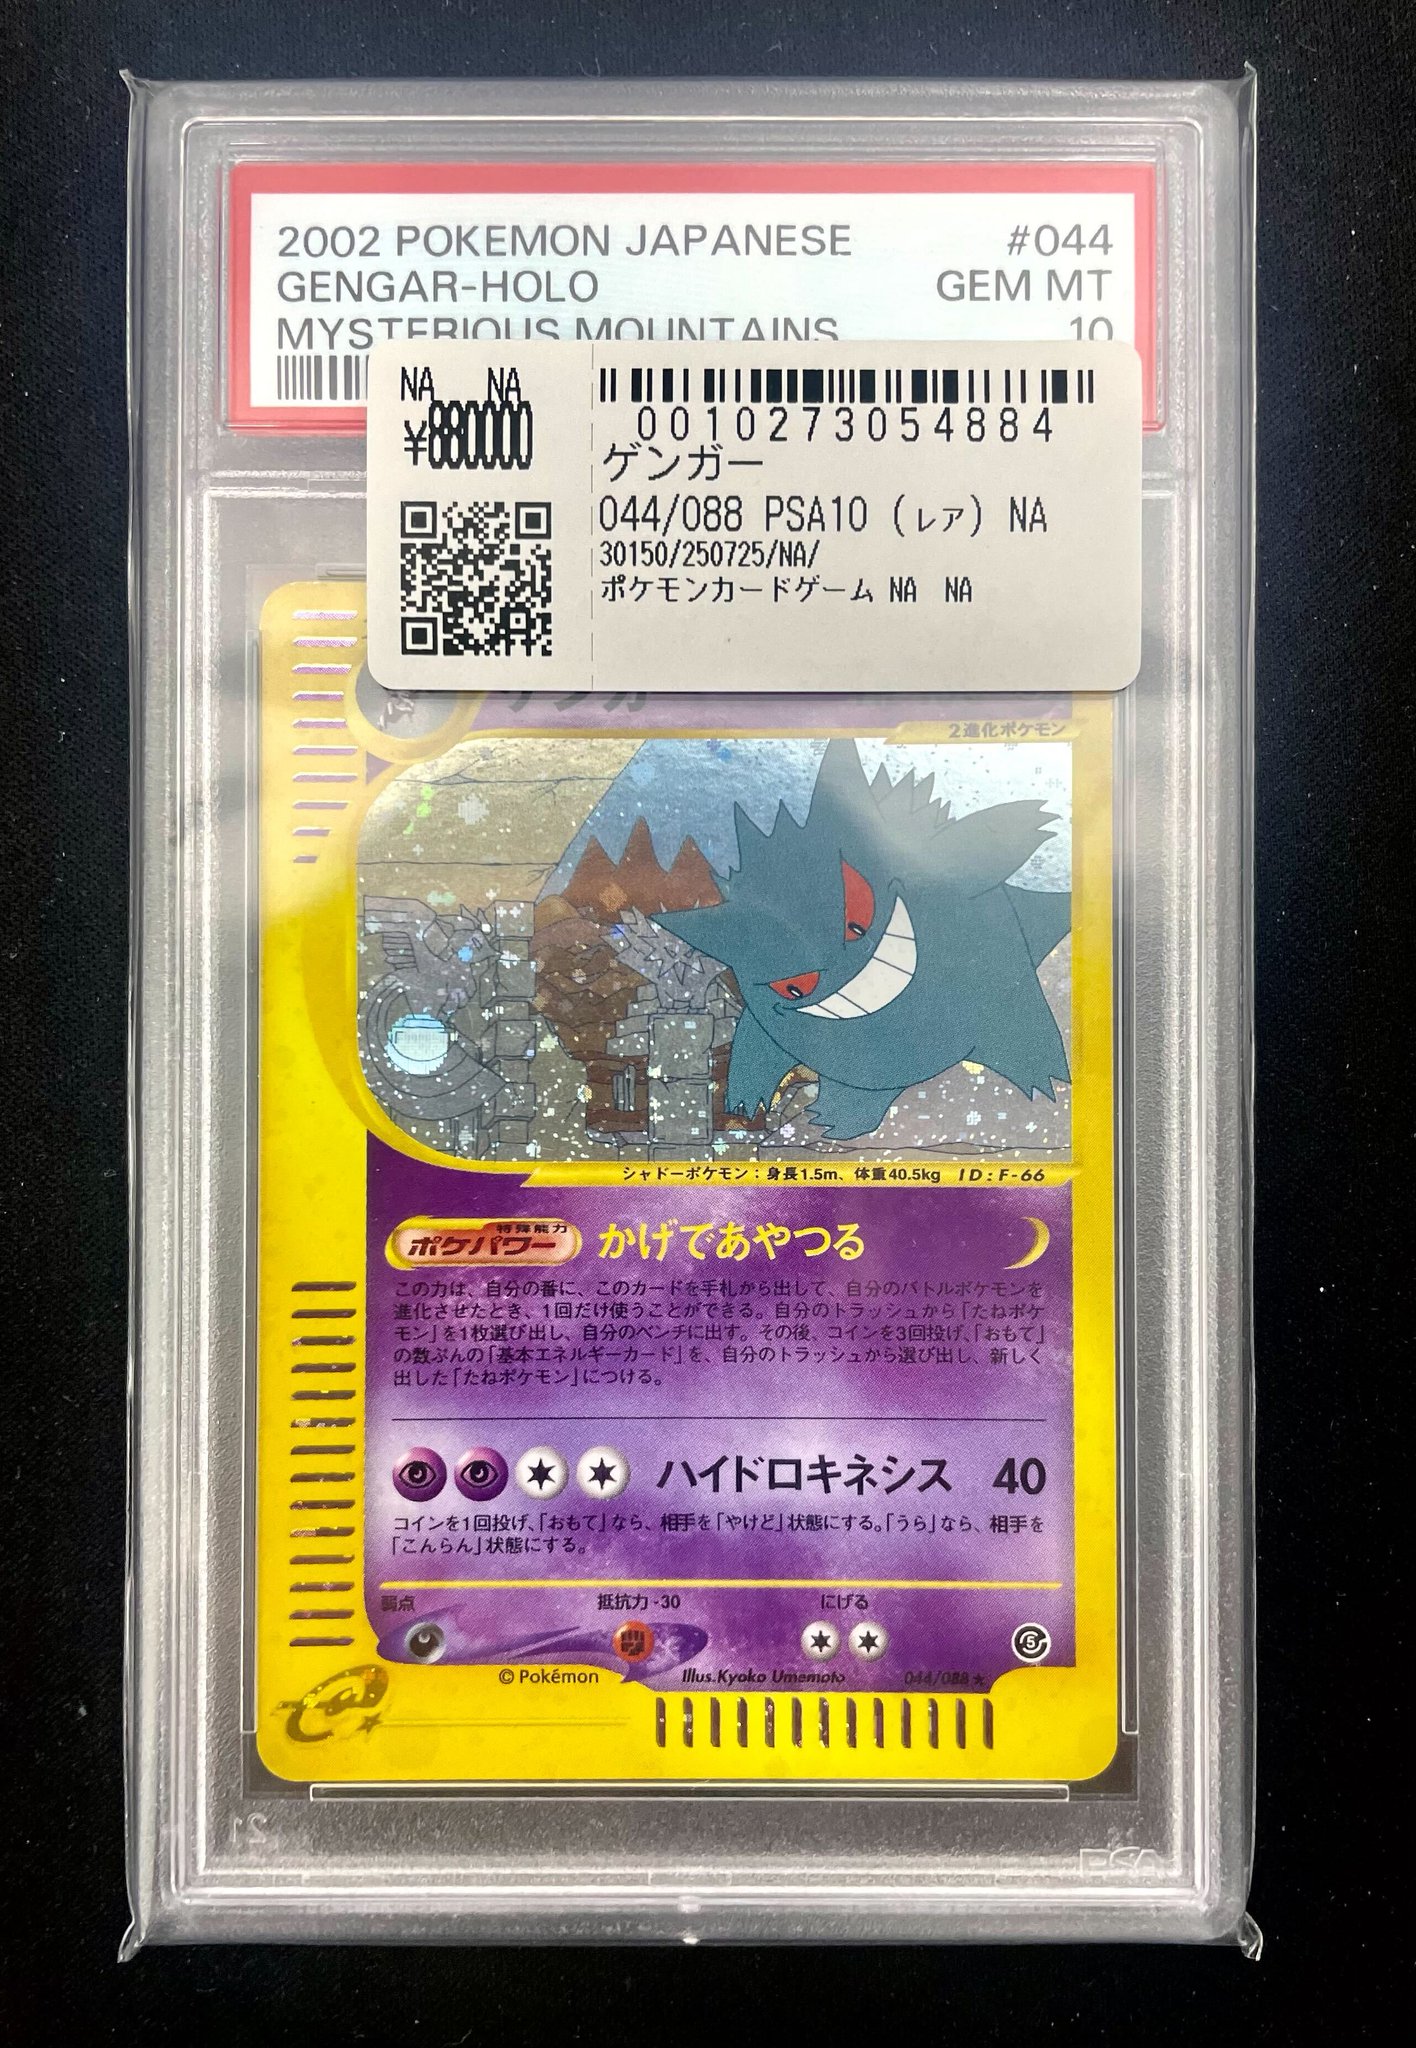 2002 POKEMON JAPANESE #044
GENGAR-HOLO GEM MT
MYSTERIOUS MOUNTAINS 10
NA NA
¥880000
0010273054884
ゲンガー
044/088 PSA10 (レア) NA
30150/250725/NA/
ポケモンカードゲーム NA NA
2進化ポケモン
シャドーポケモン：身長1.5m、体重40.5kg ID：F-66
特殊能力
ポケパワー かげであやつる
この力は、自分の番に、このカードを手札から出して、自分のバトルポケモンを
進化させたとき、1回だけ使うことができる。自分のトラッシュから「たねポケ
モン」を1枚選び出し、自分のベンチに出す。その後、コインを3回投げ、「おもて」
の数ぶんの「基本エネルギーカード」を、自分のトラッシュから選び出し、新しく
出した「たねポケモン」につける。
ハイドロキネシス 40
コインを1回投げ、「おもて」なら、相手を「やけど」状態にする。「うら」なら、相手を
「こんらん」状態にする。
弱点 抵抗力-30 にげる
5
© Pokémon Illus.Kyoko Umemoto 044/088★
PSA